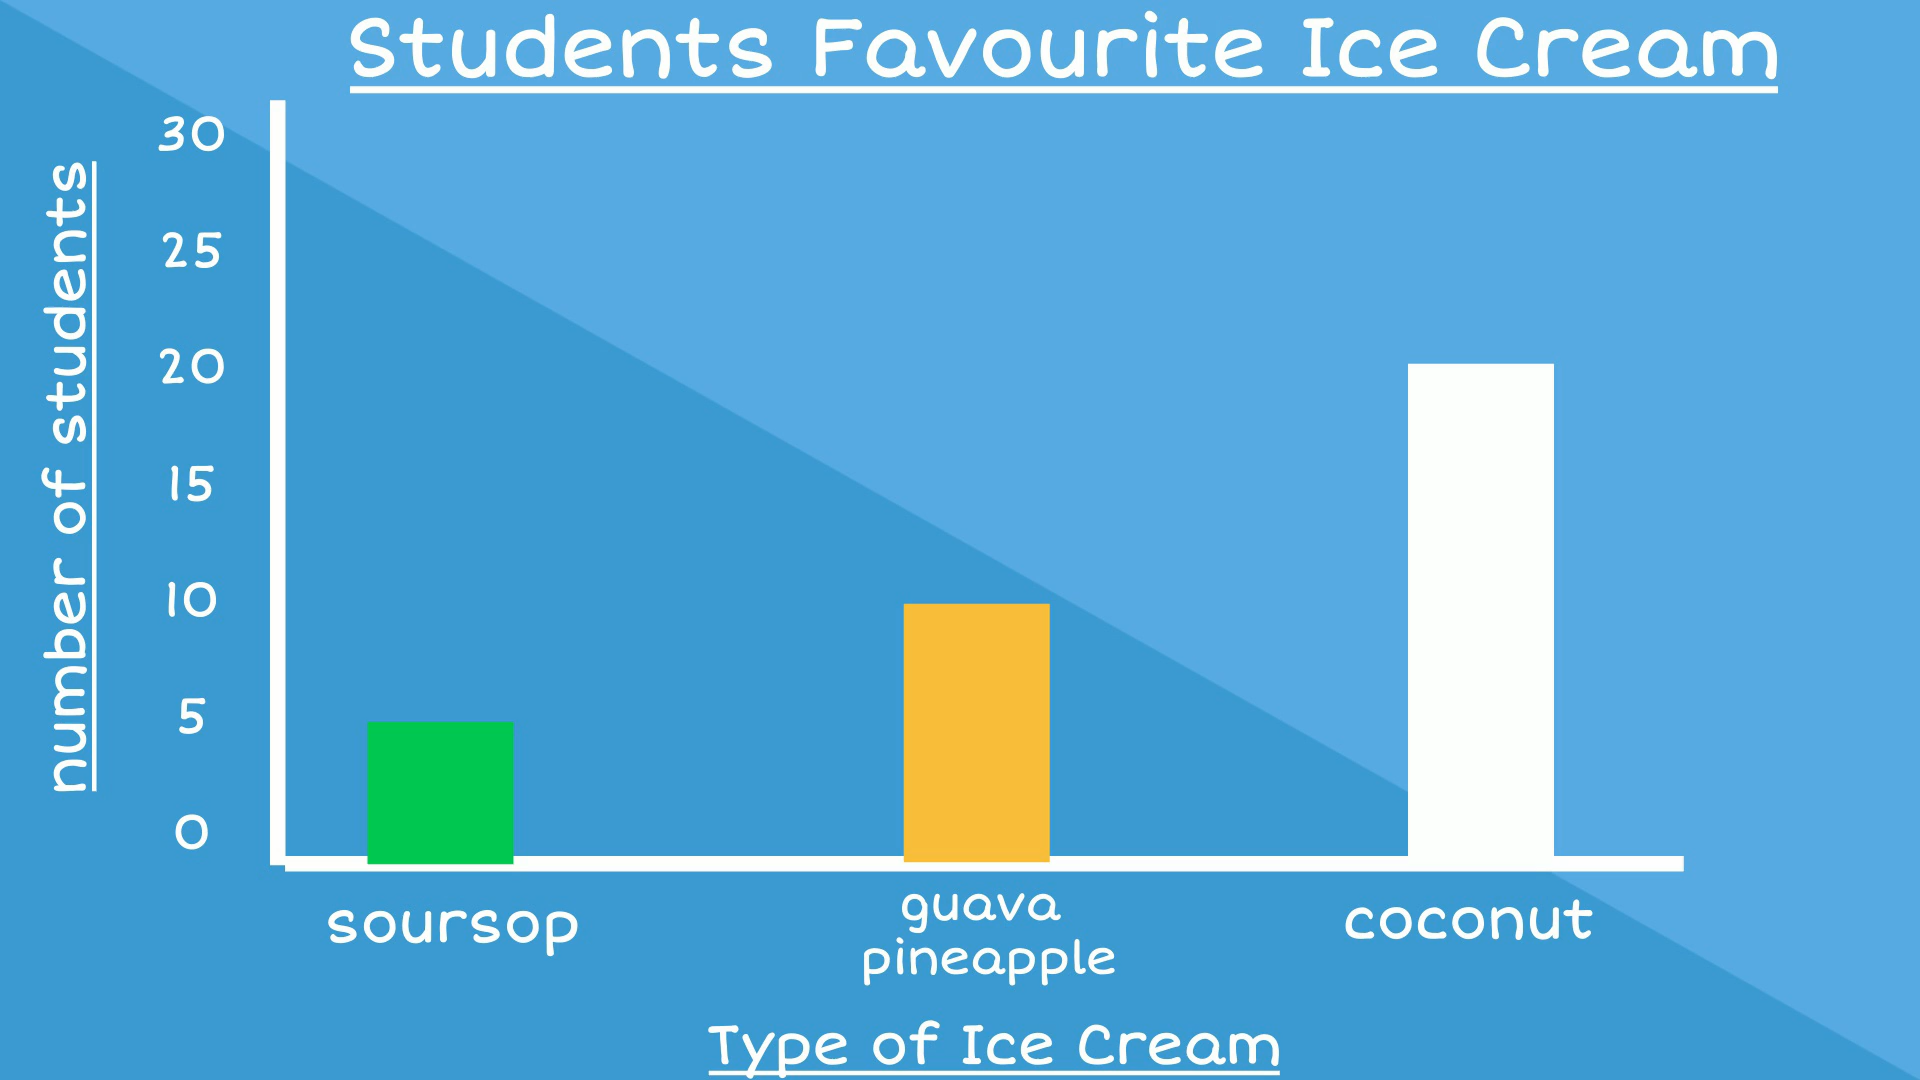 Students Favourite Ice Cream
number of students
30
25
20
15
10
5
0
soursop
guava
pineapple
coconut
Type of Ice Cream